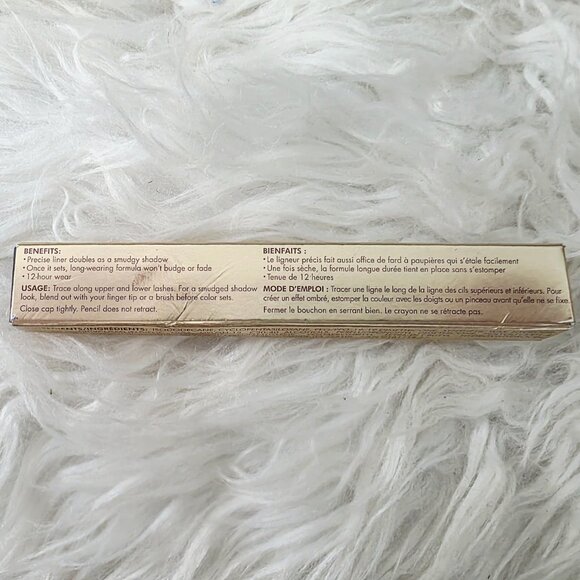 BENEFITS:
• Precise liner doubles as a smudgy shadow
• Once it sets, long-wearing formula won't budge or fade
• 12-hour wear
USAGE: Trace along upper and lower lashes. For a smudged shadow
look, blend out with your finger tip or a brush before color sets.
Close cap tightly. Pencil does not retract.
BIENFAITS :
• Le ligneur précis fait aussi office de fard à paupières qui s'étale facilement
• Une fois sèche, la formule longue durée tient en place sans s'estomper
• Tenue de 12 heures
MODE D'EMPLOI : Tracer une ligne le long de la ligne des cils supérieurs et inférieurs. Pour
créer un effet ombré, estomper la couleur avec les doigts ou un pinceau avant qu'elle ne se fixe.
Fermer le bouchon en serrant bien. Le crayon ne se rétracte pas.